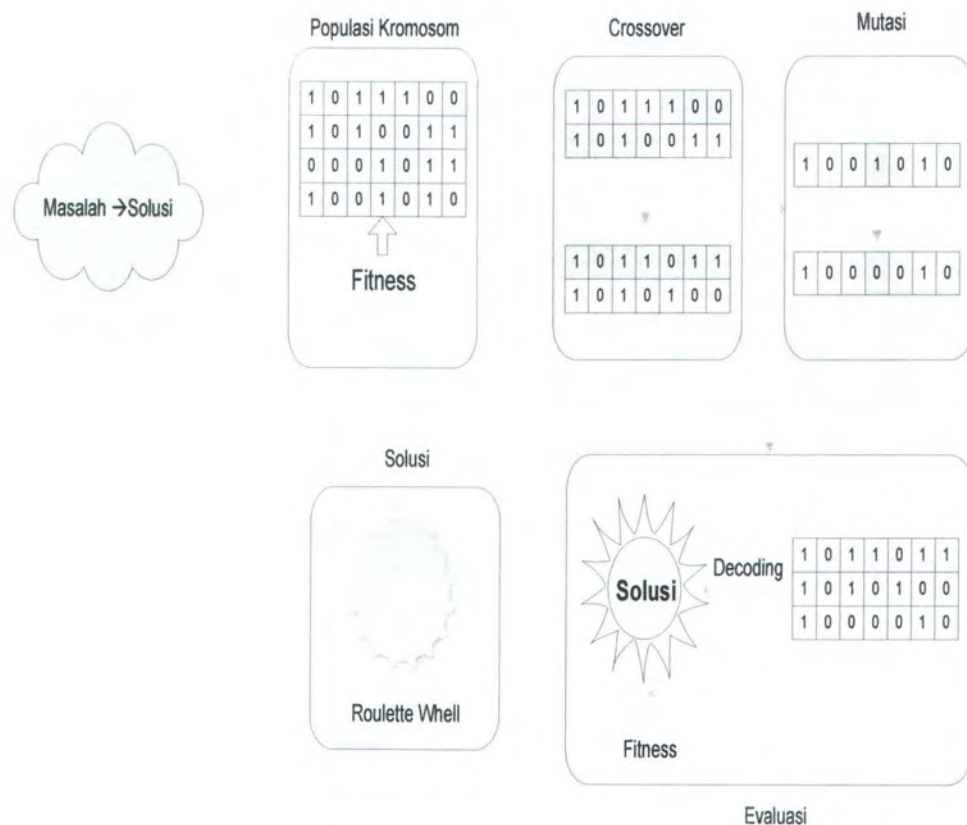 Populasi Kromosom
Crossover
Mutasi
1 0 1 1 1 0 0
1 0 1 0 0 1 1
0 0 0 1 0 1 1
1 0 0 1 0 1 0
Fitness
1 0 1 1 1 0 0
1 0 1 0 0 1 1
1 0 1 1 0 1 1
1 0 1 0 1 0 0
1 0 0 1 0 1 0
1 0 0 0 0 1 0
Masalah →Solusi
Solusi
Roulette Whell
Solusi
Decoding
1 0 1 1 0 1 1
1 0 1 0 1 0 0
1 0 0 0 0 1 0
Fitness
Evaluasi